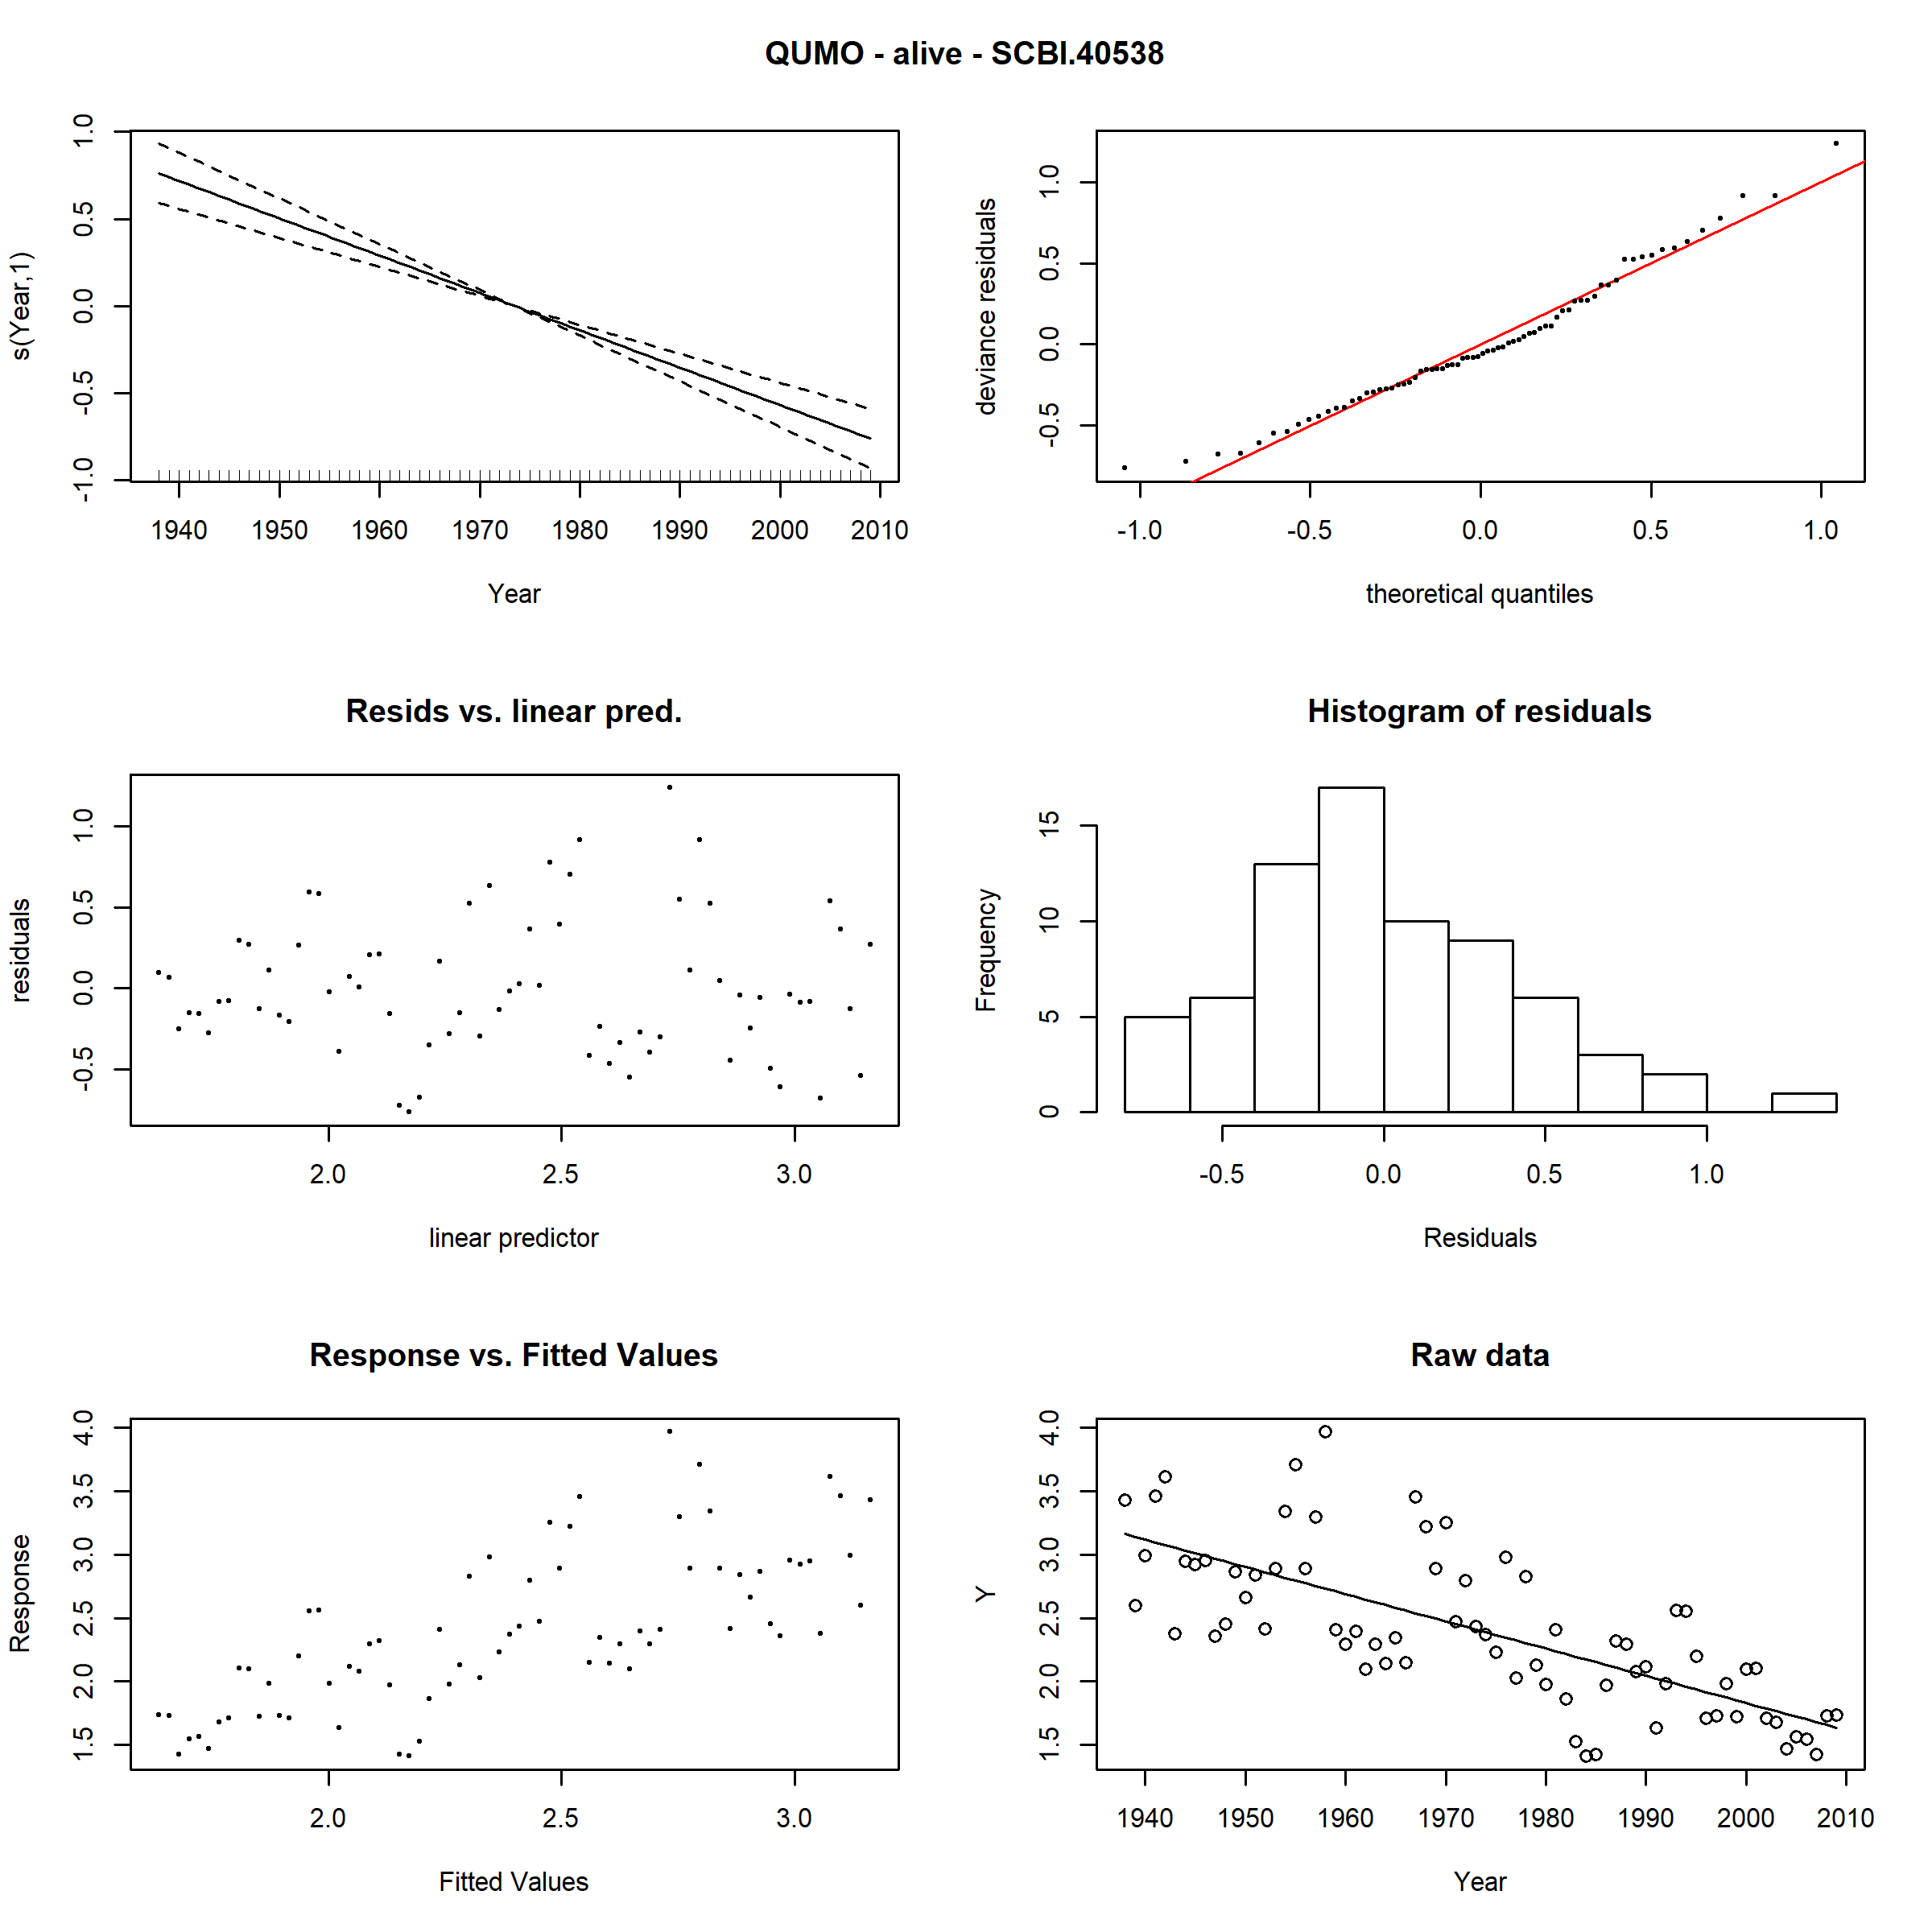 QUMO - alive - SCBI.40538
s(Year,1)
1.0
0.5
0.0
-0.5
-1.0
1940 1950 1960 1970 1980 1990 2000 2010
Year
deviance residuals
1.0
0.5
0.0
-0.5
-1.0 -0.5 0.0 0.5 1.0
theoretical quantiles
Resids vs. linear pred.
residuals
1.0
0.5
0.0
-0.5
2.0 2.5 3.0
linear predictor
Histogram of residuals
Frequency
15
10
5
0
-0.5 0.0 0.5 1.0
Residuals
Response vs. Fitted Values
Response
4.0
3.5
3.0
2.5
2.0
1.5
2.0 2.5 3.0
Fitted Values
Raw data
Y
4.0
3.5
3.0
2.5
2.0
1.5
1940 1950 1960 1970 1980 1990 2000 2010
Year